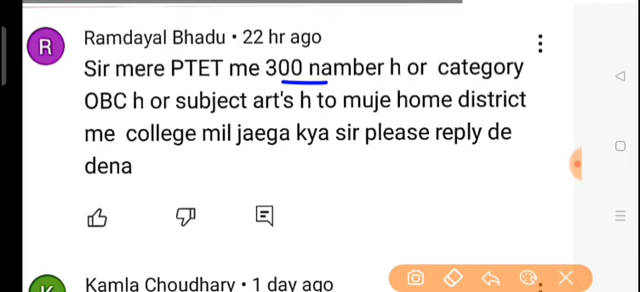 R
Ramdayal Bhadu • 22 hr ago
Sir mere PTET me 300 namber h or category
OBC h or subject art's h to muje home district
me college mil jaega kya sir please reply de
dena
Kamla Choudhary • 1 day ago